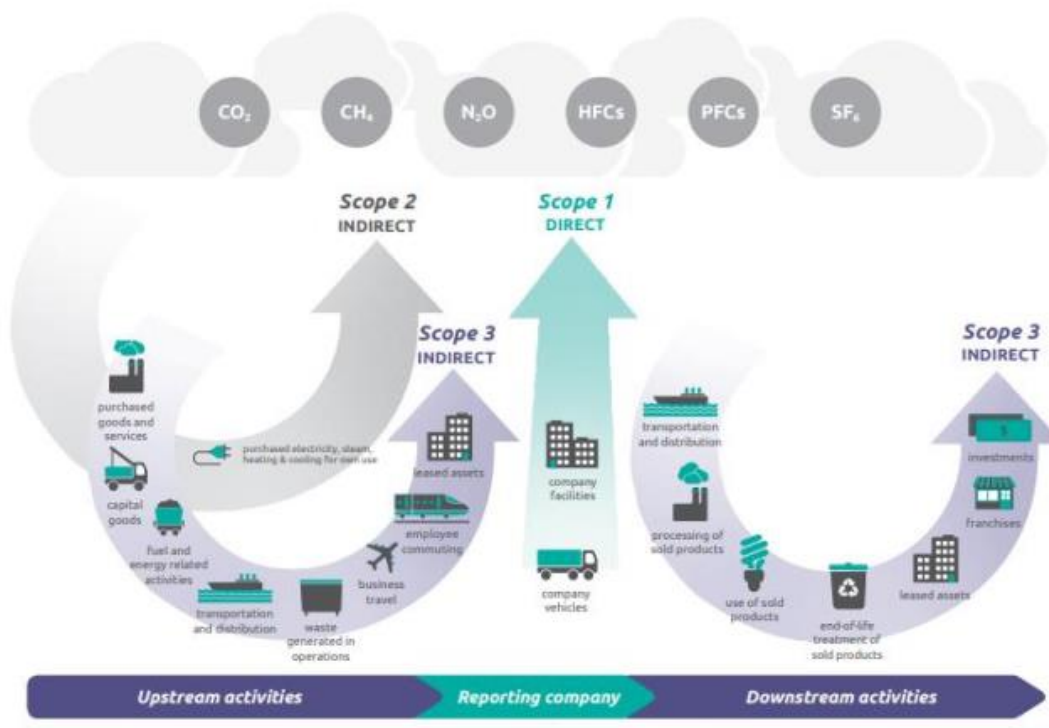 CO₂ CH₄ N₂O HFCs PFCs SF₆
Scope 2
INDIRECT
Scope 1
DIRECT
Scope 3
INDIRECT
Scope 3
INDIRECT
purchased
goods and
services
capital
goods
fuel and
energy related
activities
transportation
and distribution
waste
generated in
operations
business
travel
employee
commuting
leased assets
purchased electricity, steam,
heating & cooling for own use
company
facilities
company
vehicles
transportation
and distribution
processing of
sold products
use of sold
products
end-of-life
treatment of
sold products
leased assets
franchises
investments
$
Upstream activities
Reporting company
Downstream activities